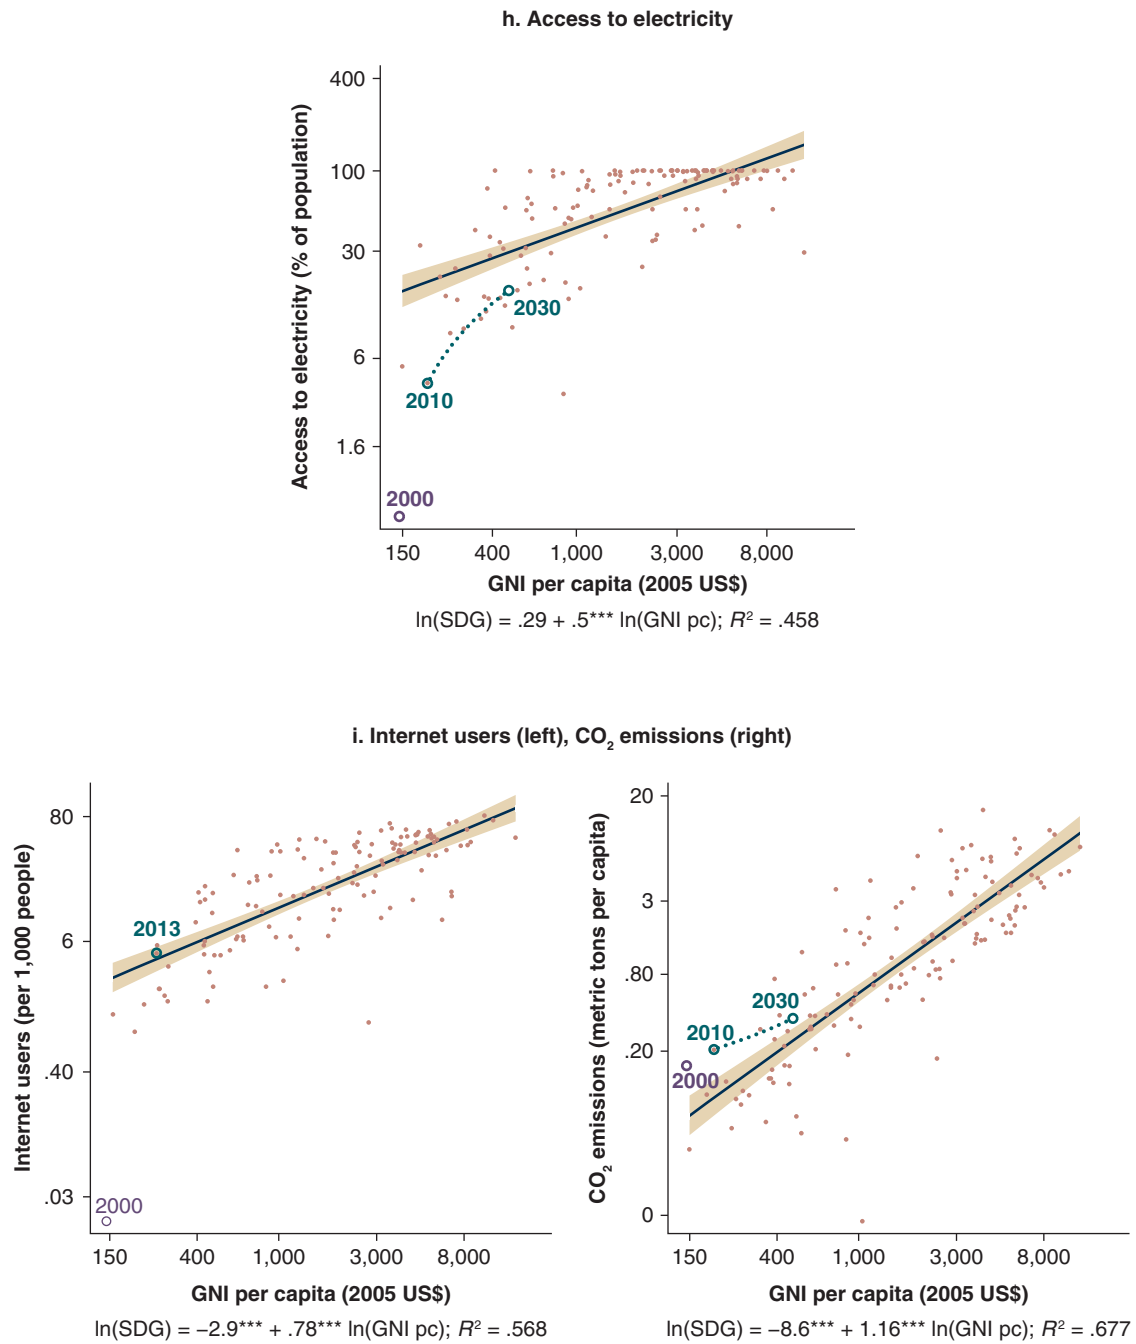 h. Access to electricity
Access to electricity (% of population)
400
100
30
6
1.6
2030
2010
2000
150 400 1,000 3,000 8,000
GNI per capita (2005 US$)
ln(SDG) = .29 + .5*** ln(GNI pc); R² = .458
i. Internet users (left), CO₂ emissions (right)
Internet users (per 1,000 people)
80
6
.40
.03
2013
2000
150 400 1,000 3,000 8,000
GNI per capita (2005 US$)
ln(SDG) = –2.9*** + .78*** ln(GNI pc); R² = .568
CO₂ emissions (metric tons per capita)
20
3
.80
.20
0
2030
2010
2000
150 400 1,000 3,000 8,000
GNI per capita (2005 US$)
ln(SDG) = –8.6*** + 1.16*** ln(GNI pc); R² = .677